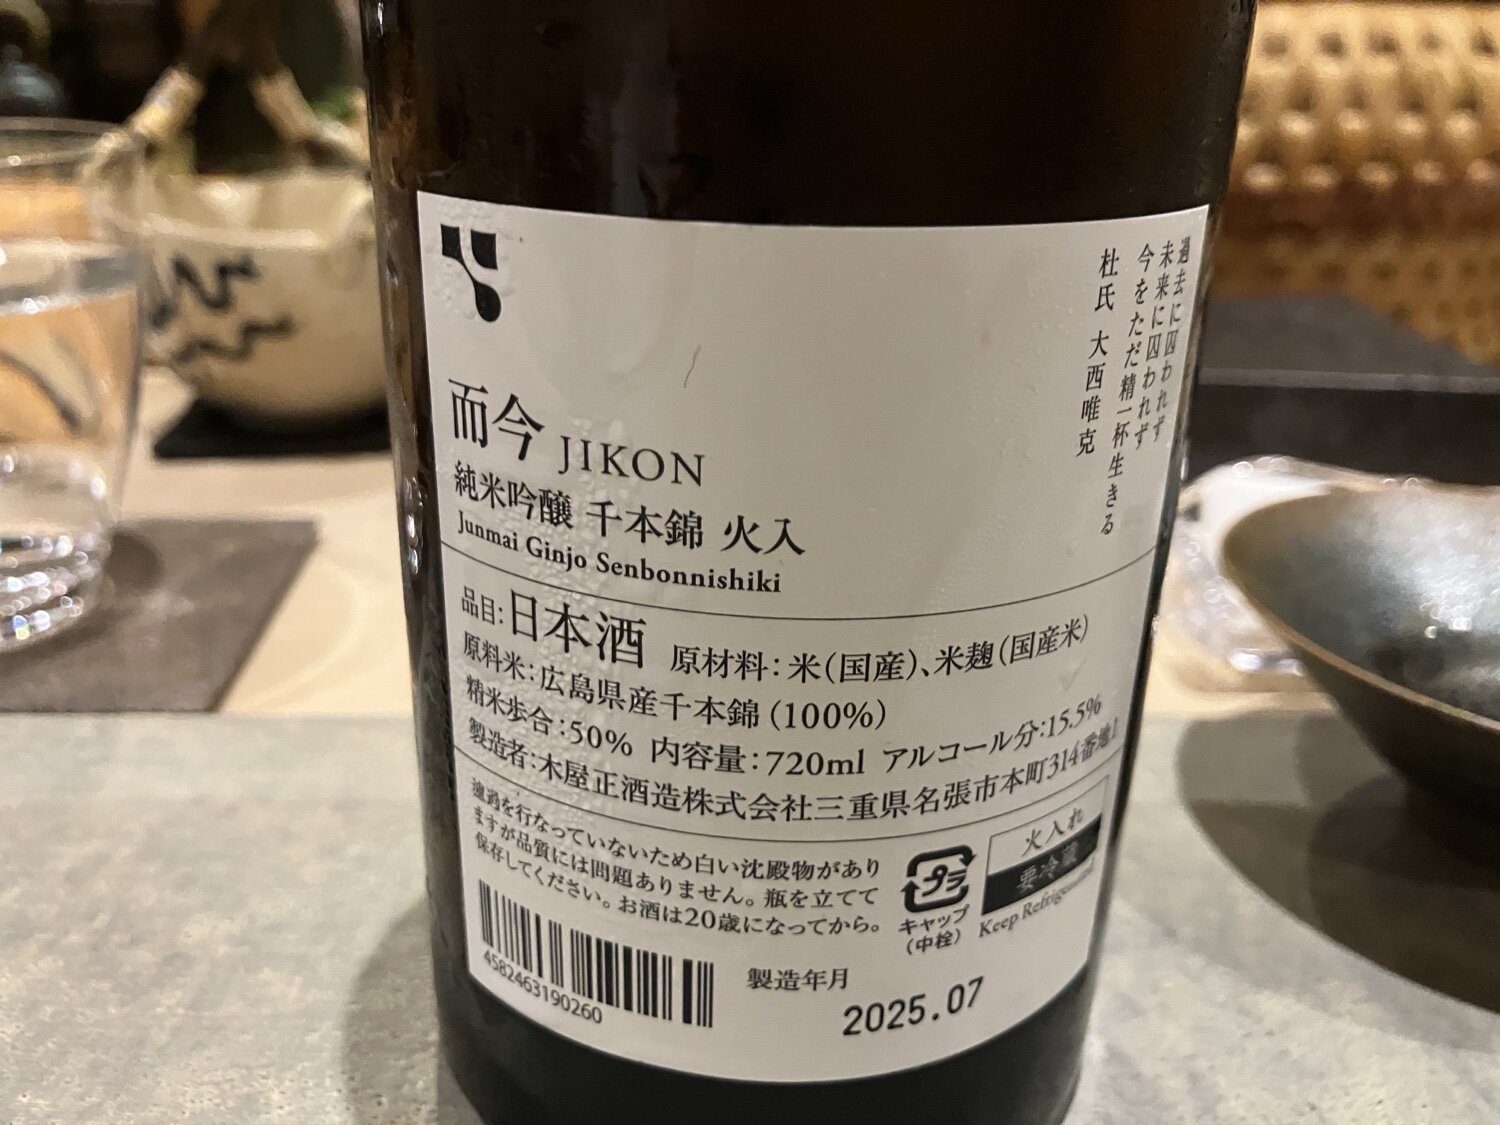 過去に囚われず
未来に囚われず
今をただ精一杯生きる
杜氏 大西唯克
而今 JIKON
純米吟醸 千本錦 火入
Junmai Ginjo Senbonnishiki
品目:日本酒 原材料:米(国産)、米麹(国産米)
原料米:広島県産千本錦(100%)
精米歩合:50% 内容量:720ml アルコール分:15.5%
製造者:木屋正酒造株式会社三重県名張市本町314番地1
濾過を行なっていないため白い沈殿物があり
ますが品質には問題ありません。瓶を立てて
保存してください。お酒は20歳になってから。
プラ
キャップ
(中栓)
火入れ
要冷蔵
Keep Refrigerated
4582463190260
製造年月
2025.07